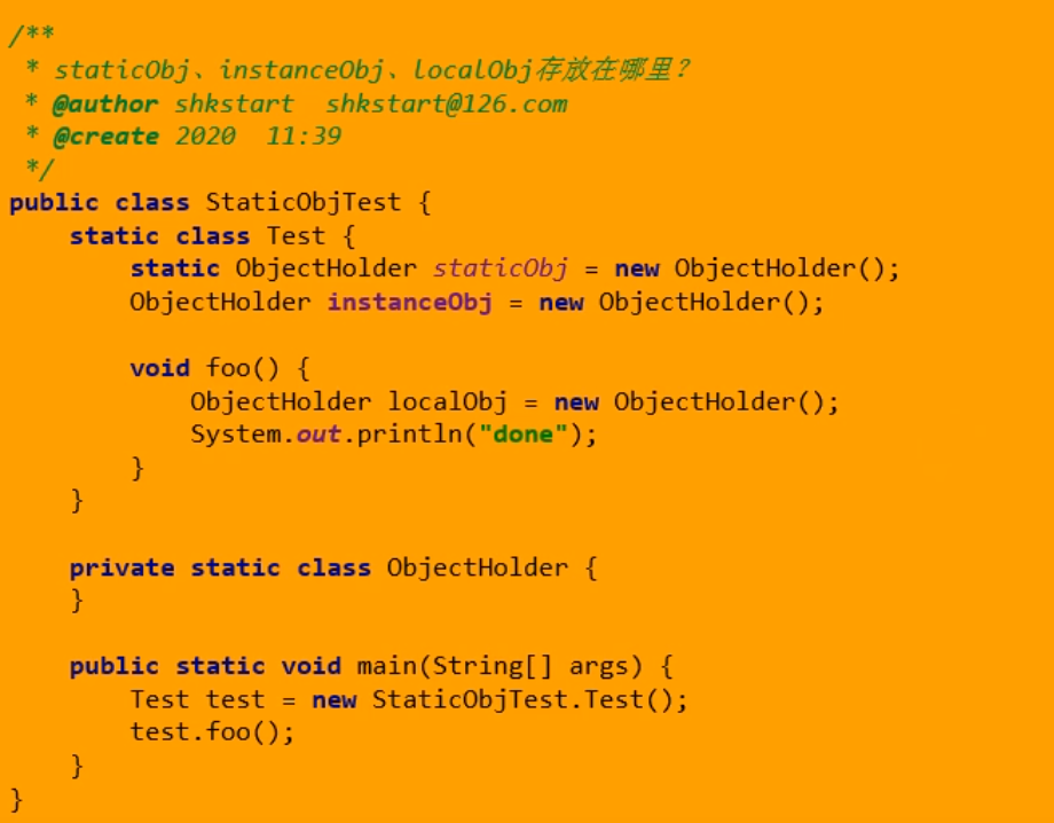 /**
 * staticObj、instanceObj、localObj存放在哪里？
 * @author shkstart  shkstart@126.com
 * @create 2020  11:39
 */
public class StaticObjTest {
    static class Test {
        static ObjectHolder staticObj = new ObjectHolder();
        ObjectHolder instanceObj = new ObjectHolder();

        void foo() {
            ObjectHolder localObj = new ObjectHolder();
            System.out.println("done");
        }
    }

    private static class ObjectHolder {
    }

    public static void main(String[] args) {
        Test test = new StaticObjTest.Test();
        test.foo();
    }
}